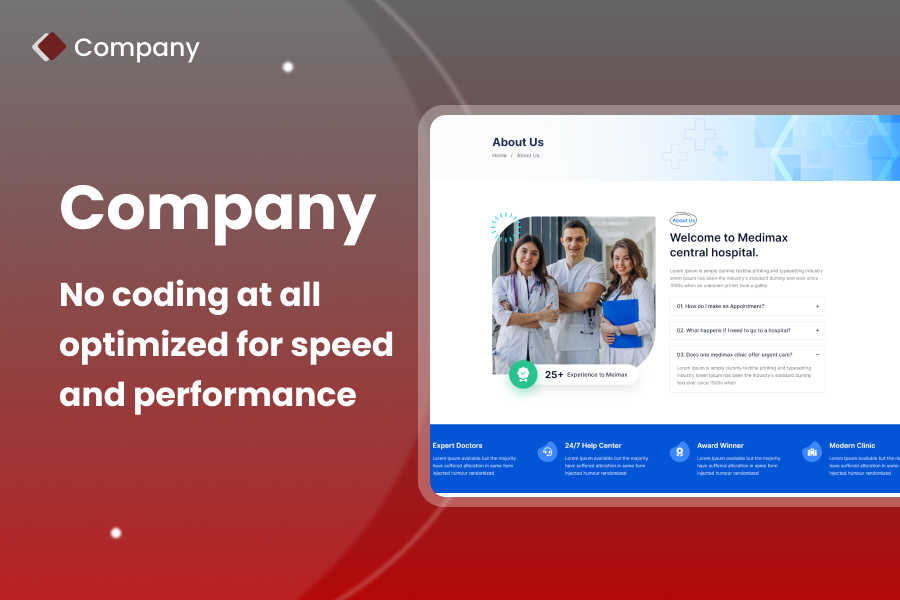 Company
Company
No coding at all
optimized for speed
and performance
About Us
Home / About Us
About Us
Welcome to Medimax
central hospital.
Lorem Ipsum is simply dummy textthe printing and typesetting industry
lorem Ipsum has been the industry's standard dummy text ever since
1500s when an unknown printer took a galley.
01. How do I make an Appointment? +
02. What happens if I need to go to a hospital? +
03. Does one medimax clinic offer urgent care? −
Lorem Ipsum is simply dummy textthe printing and typesetting
industry lorem Ipsum has been the industry's standard dummy
text ever since 1500s when
25+ Experience to Meimax
Expert Doctors
Lorem Ipsum available but the majority
have suffered alteration in some form
injected humour randomized
24/7 Help Center
Lorem Ipsum available but the majority
have suffered alteration in some form
injected humour randomized
Award Winner
Lorem Ipsum available but the majority
have suffered alteration in some form
injected humour randomized
Modern Clinic
Lorem Ipsum available but the m
have suffered alteration in some
injected humour randomized